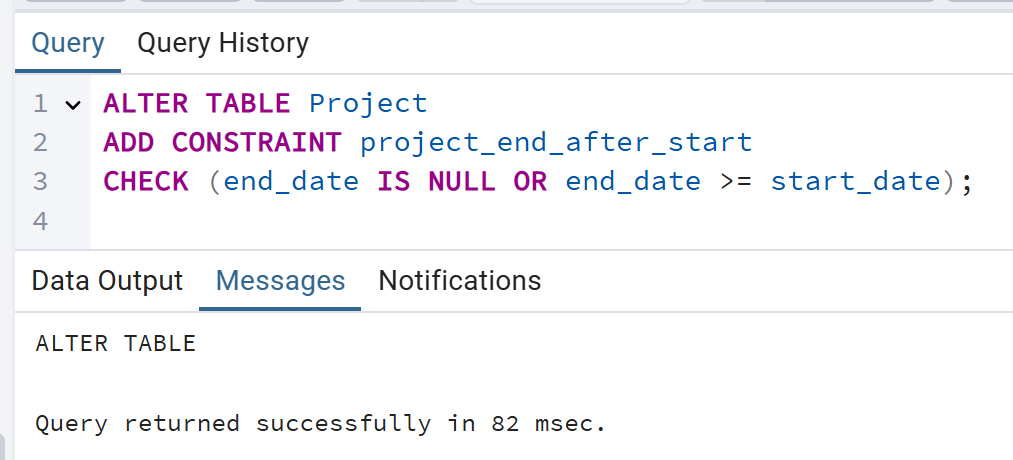 Query Query History
1 ALTER TABLE Project
2 ADD CONSTRAINT project_end_after_start
3 CHECK (end_date IS NULL OR end_date >= start_date);
4
Data Output Messages Notifications
ALTER TABLE
Query returned successfully in 82 msec.